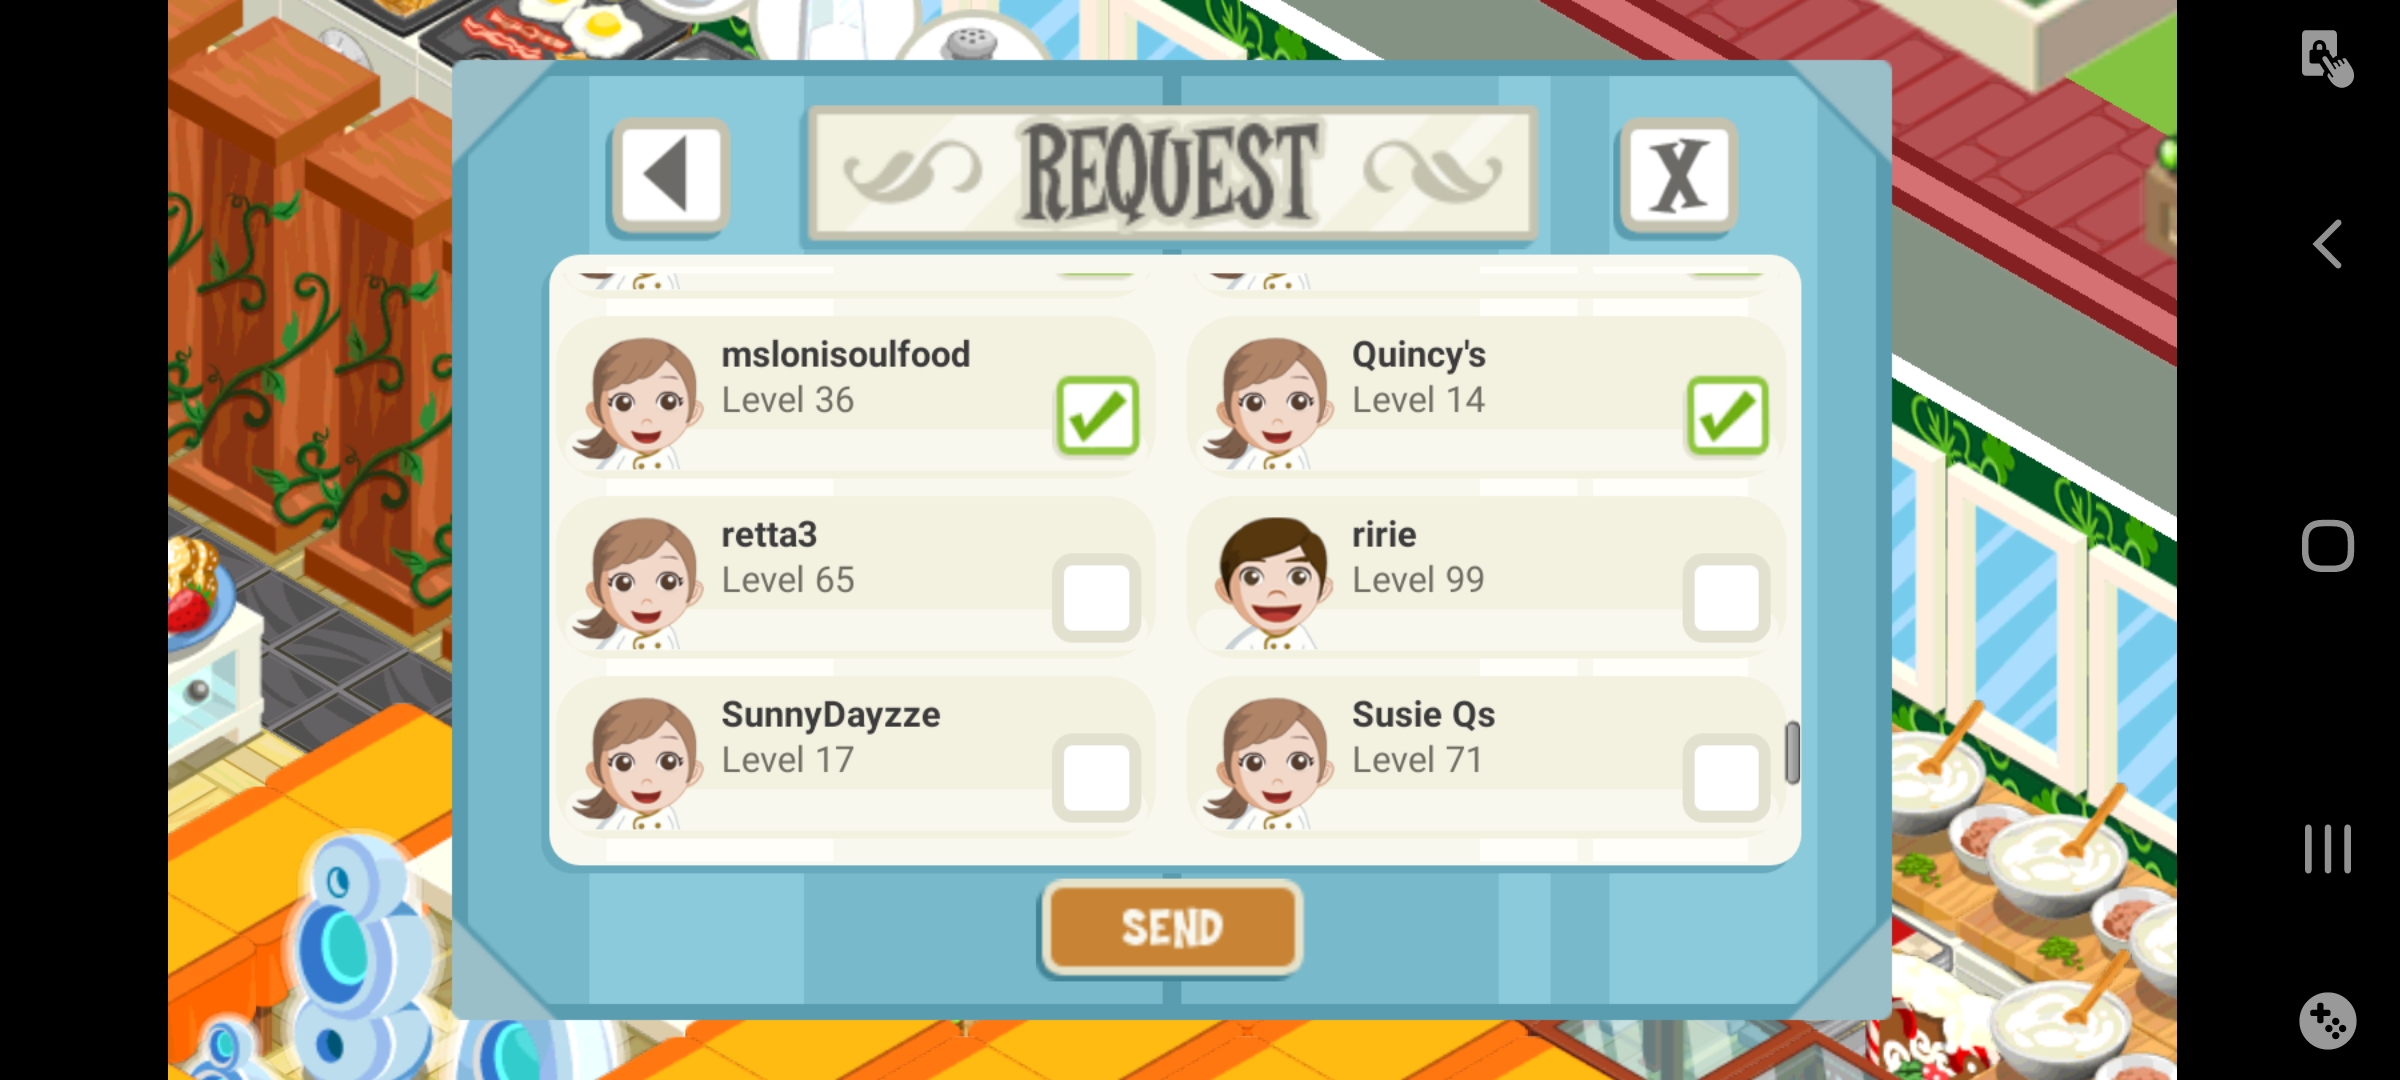 REQUEST
X
mslonisoulfood
Level 36
Quincy's
Level 14
retta3
Level 65
ririe
Level 99
SunnyDayzze
Level 17
Susie Qs
Level 71
SEND